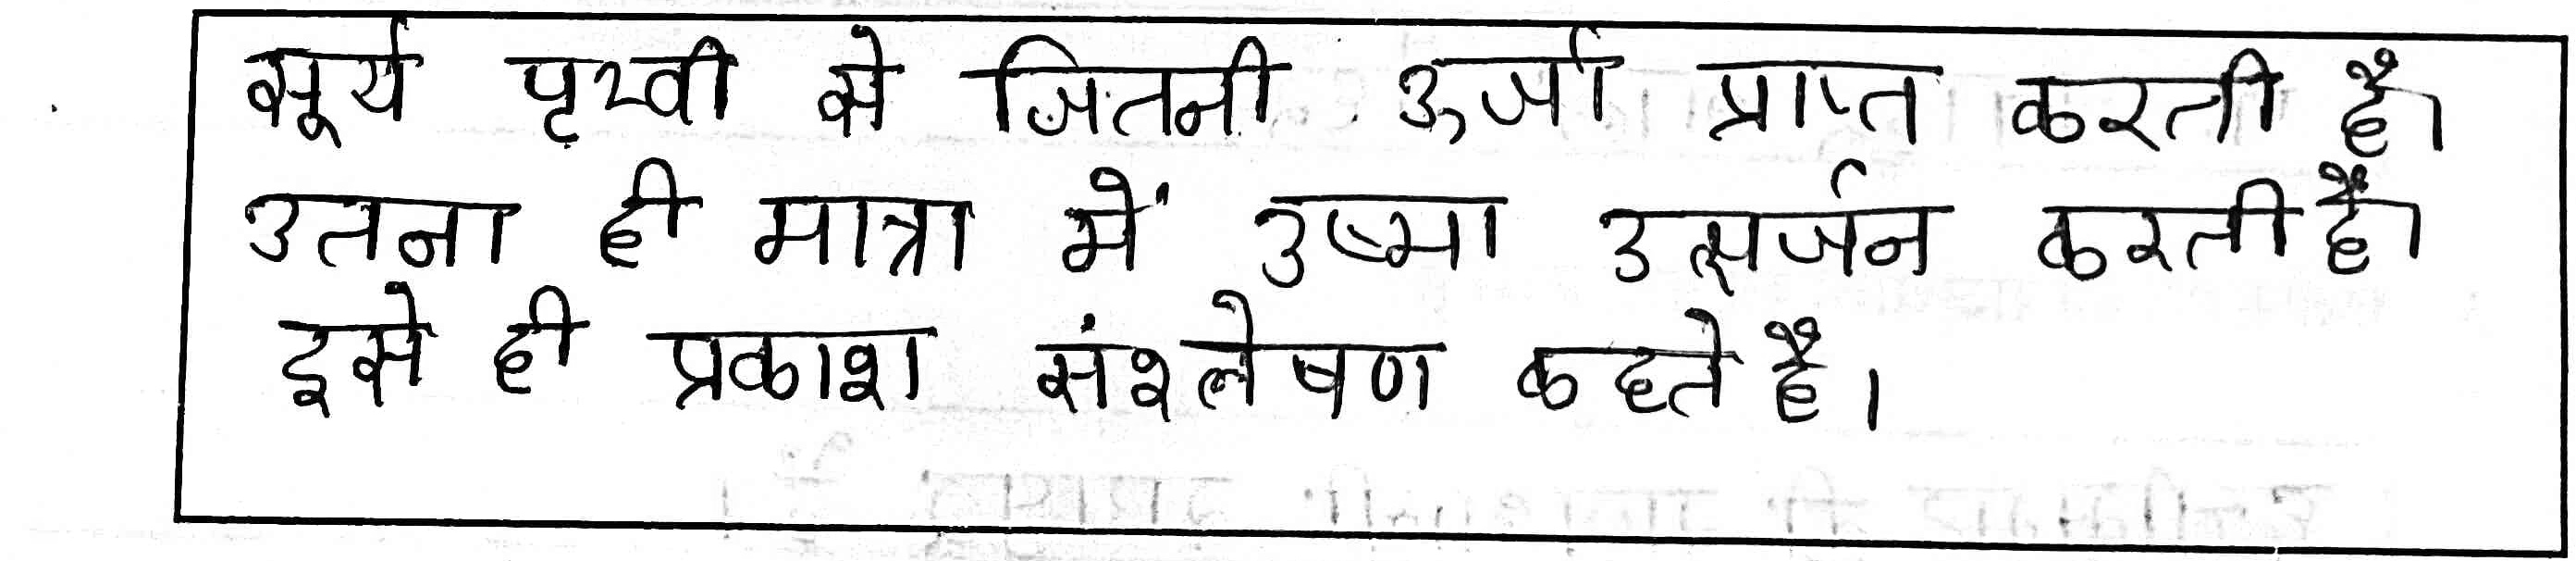 सूर्य पृथ्वी से जितनी ऊर्जा प्राप्त करती है।
उतना ही मात्रा में उष्मा उत्सर्जन करती है।
इसे ही प्रकाश संश्लेषण कहते है।